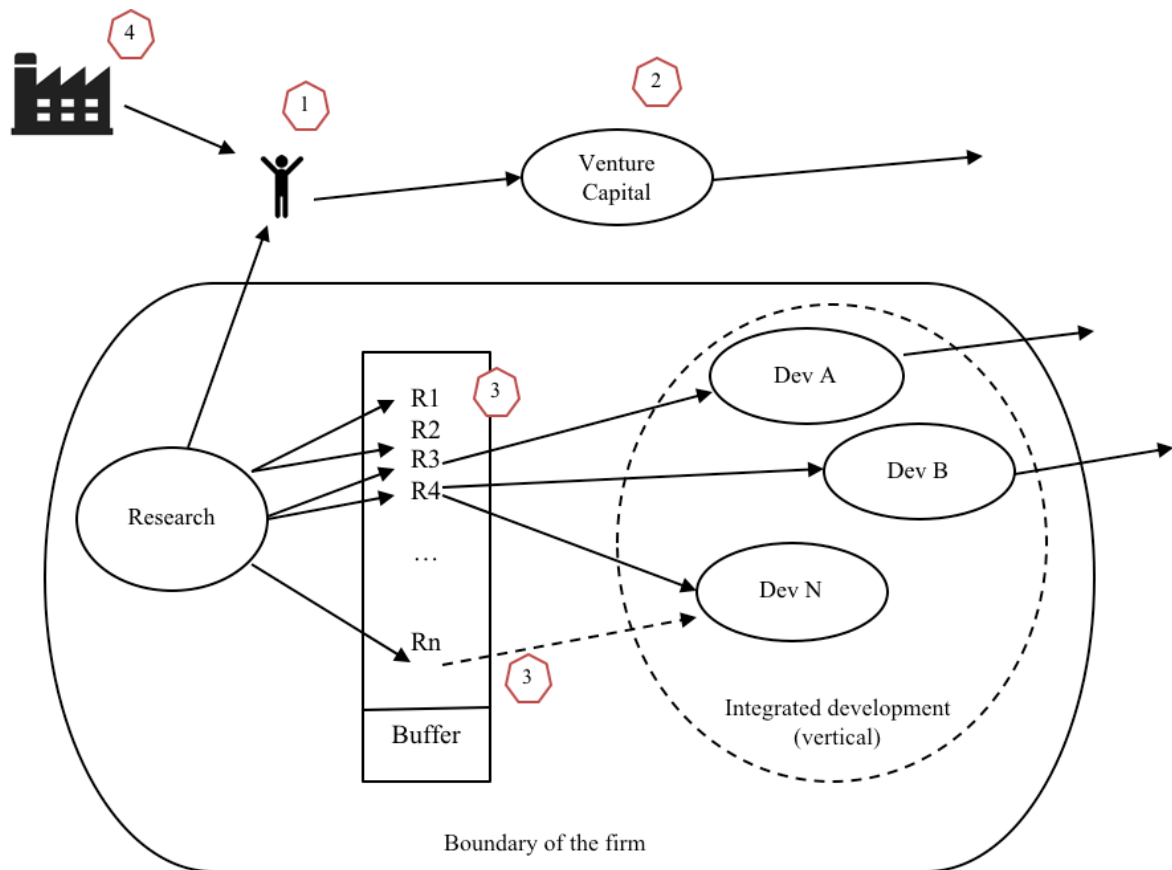 4
1
2
Venture
Capital
R1
3
R2
R3
R4
…
Rn
3
Buffer
Research
Dev A
Dev B
Dev N
Integrated development
(vertical)
Boundary of the firm